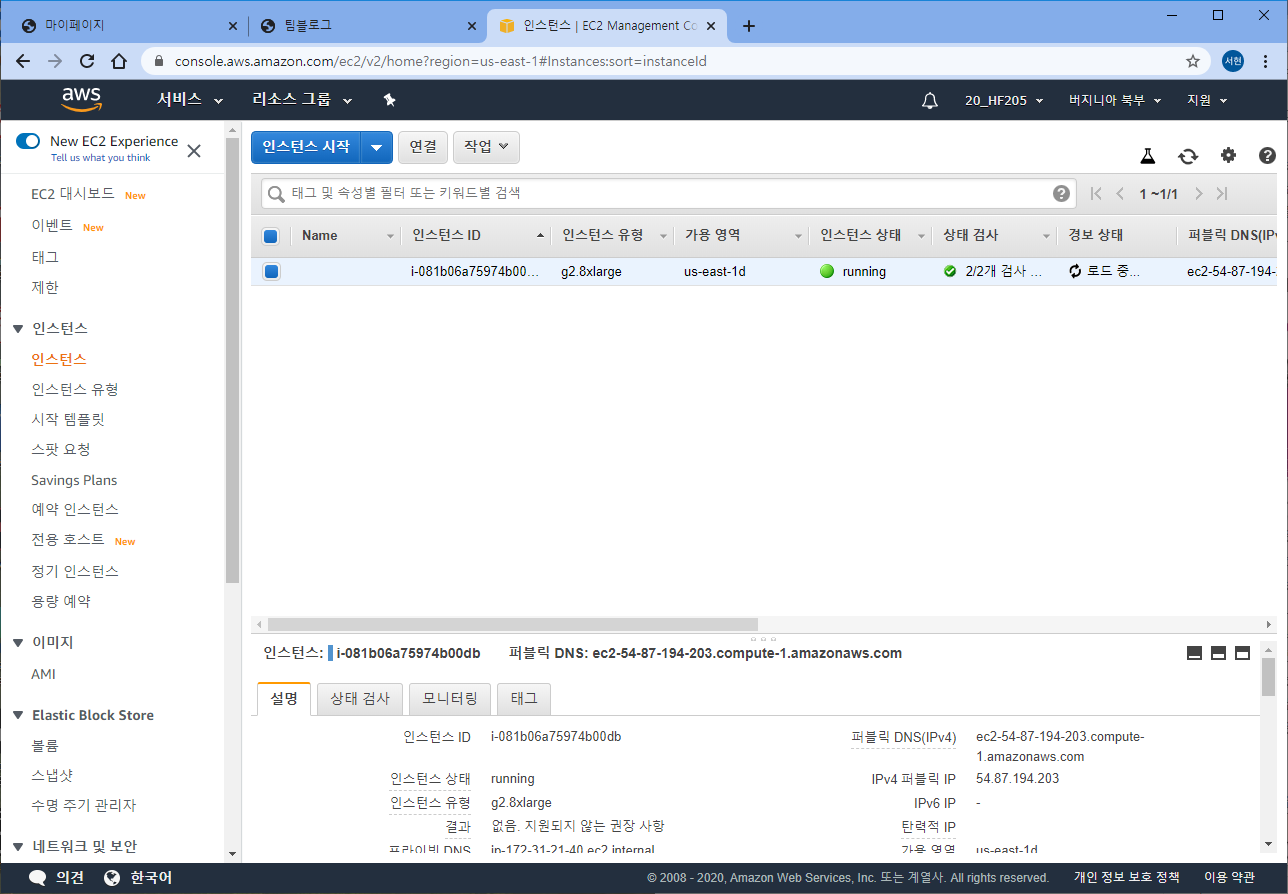 마이페이지
팀블로그
인스턴스 | EC2 Management Co
console.aws.amazon.com/ec2/v2/home?region=us-east-1#Instances:sort=instanceId
서현
aws
서비스
리소스 그룹
20_HF205
버지니아 북부
지원
New EC2 Experience
Tell us what you think
EC2 대시보드 New
이벤트 New
태그
제한
인스턴스
인스턴스
인스턴스 유형
시작 템플릿
스팟 요청
Savings Plans
예약 인스턴스
전용 호스트 New
정기 인스턴스
용량 예약
이미지
AMI
Elastic Block Store
볼륨
스냅샷
수명 주기 관리자
네트워크 및 보안
인스턴스 시작
연결
작업
태그 및 속성별 필터 또는 키워드별 검색
1 ~1/1
Name 인스턴스 ID 인스턴스 유형 가용 영역 인스턴스 상태 상태 검사 경보 상태 퍼블릭 DNS(IPv
i-081b06a75974b00... g2.8xlarge us-east-1d running 2/2개 검사 ... 로드 중... ec2-54-87-194-
인스턴스: i-081b06a75974b00db 퍼블릭 DNS: ec2-54-87-194-203.compute-1.amazonaws.com
설명
상태 검사
모니터링
태그
인스턴스 ID i-081b06a75974b00db
인스턴스 상태 running
인스턴스 유형 g2.8xlarge
결과 없음. 지원되지 않는 권장 사항
프라이빗 DNS ip-172-31-21-40.ec2.internal
퍼블릭 DNS(IPv4) ec2-54-87-194-203.compute-
1.amazonaws.com
IPv4 퍼블릭 IP 54.87.194.203
IPv6 IP -
탄력적 IP
가용 영역 us-east-1d
의견
한국어
© 2008 - 2020, Amazon Web Services, Inc. 또는 계열사. All rights reserved.
개인 정보 보호 정책
이용 약관